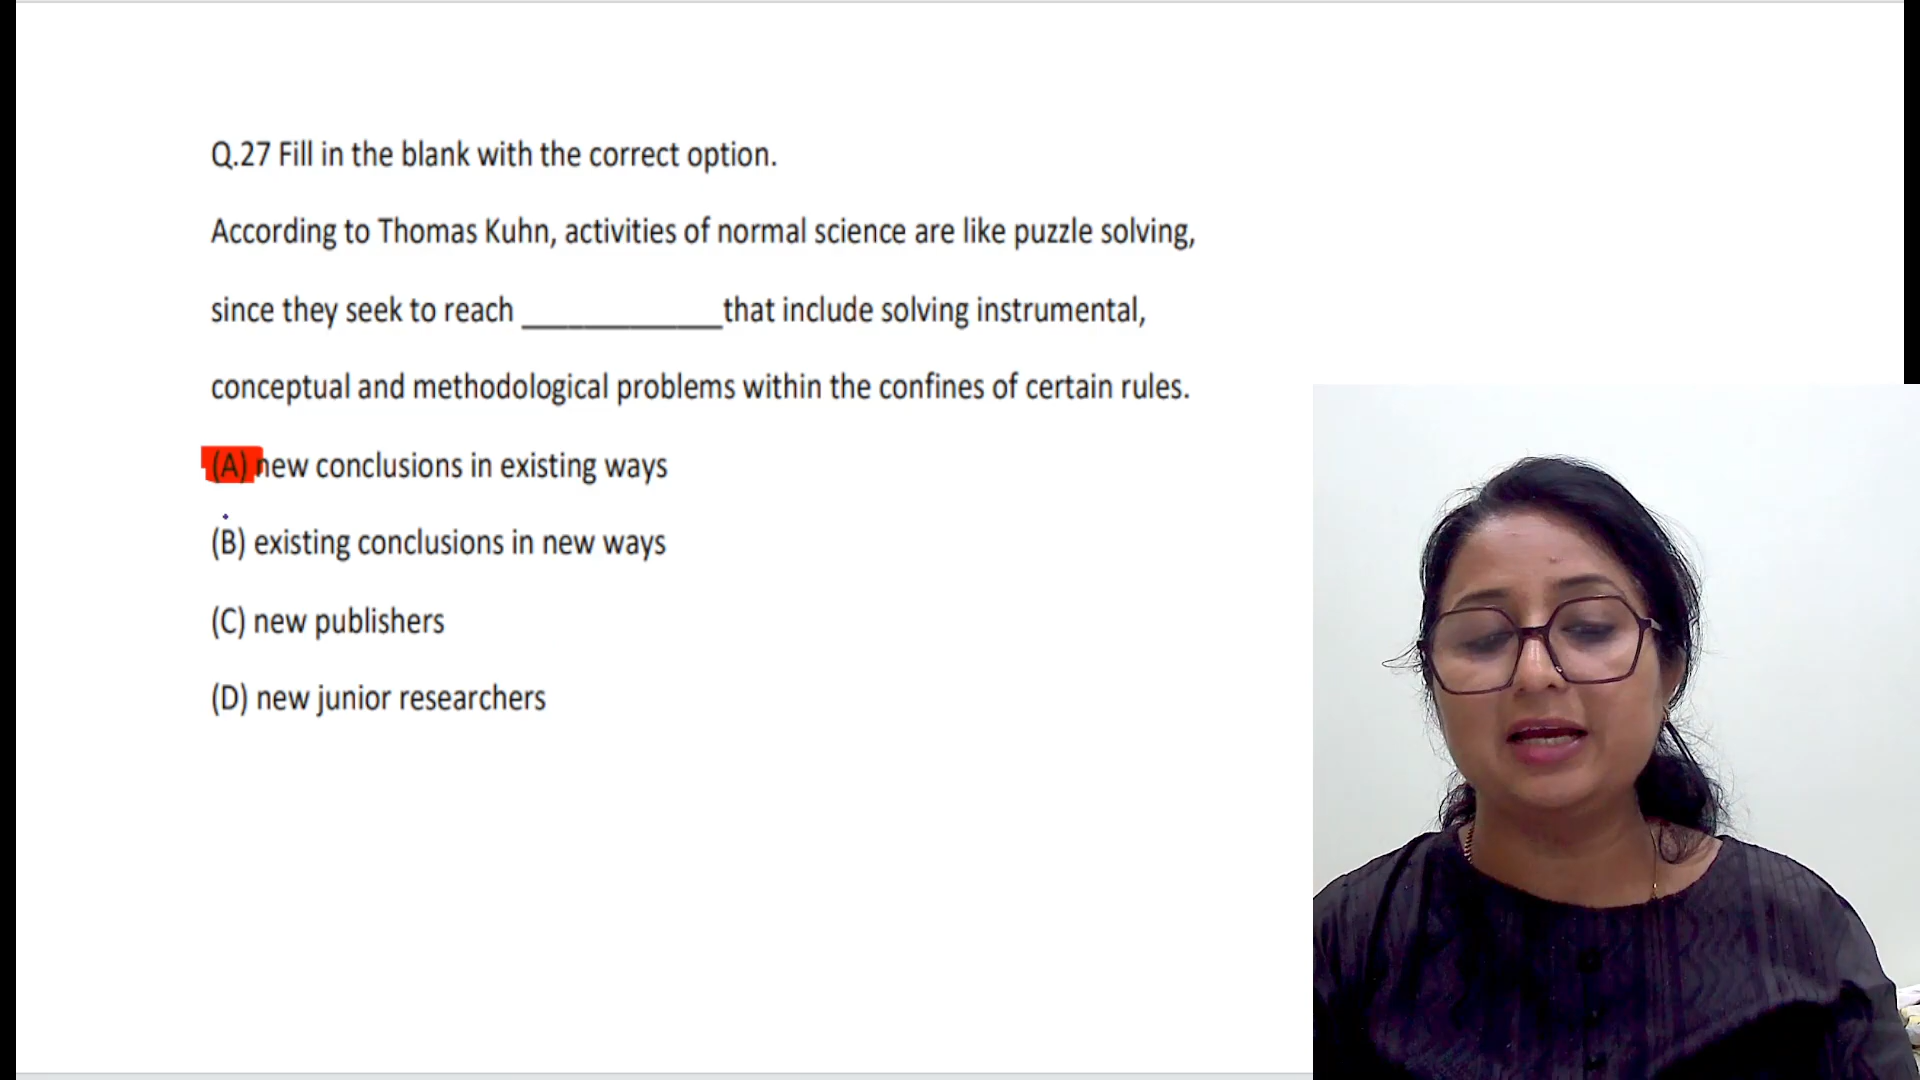 Q.27 Fill in the blank with the correct option.
According to Thomas Kuhn, activities of normal science are like puzzle solving,
since they seek to reach ____________that include solving instrumental,
conceptual and methodological problems within the confines of certain rules.
(A) new conclusions in existing ways
(B) existing conclusions in new ways
(C) new publishers
(D) new junior researchers